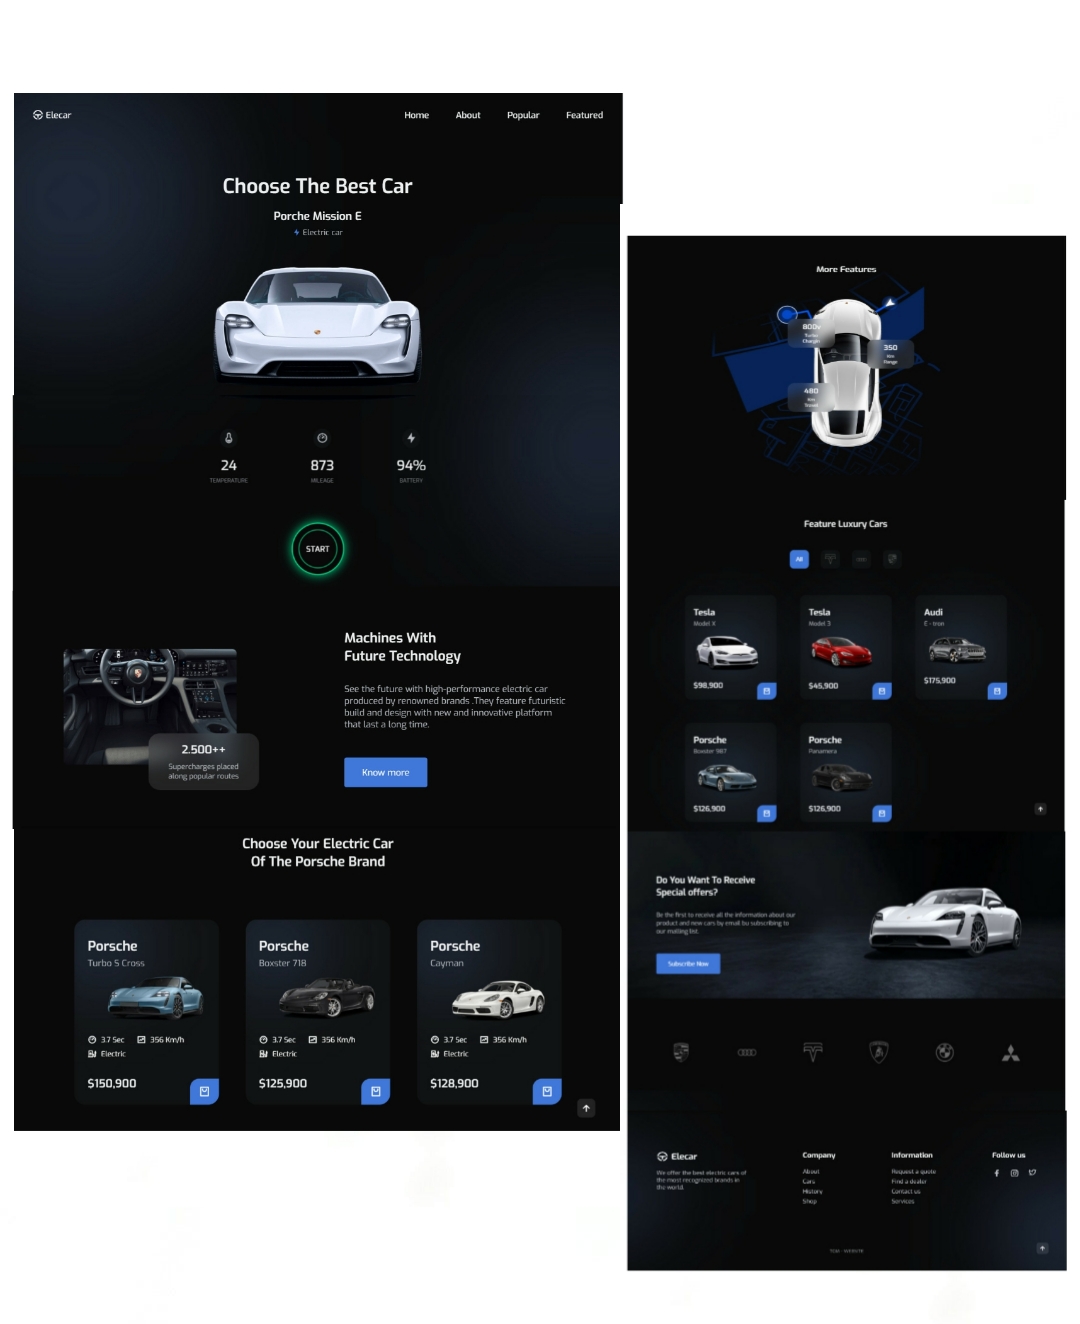 Elecar
Home About Popular Featured
Choose The Best Car
Porche Mission E
Electric car
24 873 94%
TEMPERATURE MILEAGE BATTERY
START
Machines With
Future Technology
See the future with high-performance electric car
produced by renowned brands .They feature futuristic
build and design with new and innovative platform
that last a long time.
Know more
2.500++
Supercharges placed
along popular routes
Choose Your Electric Car
Of The Porsche Brand
Porsche
Turbo S Cross
3.7 Sec 356 Km/h
Electric
$150,900
Porsche
Boxster 718
3.7 Sec 356 Km/h
Electric
$125,900
Porsche
Cayman
3.7 Sec 356 Km/h
Electric
$128,900
More Features
800v
Turbo
Chargin
350
Km
Range
480
Km
Travel
Feature Luxury Cars
All
Tesla
Model X
$98,900
Tesla
Model 3
$45,900
Audi
E - tron
$175,900
Porsche
Boxster 987
$126,900
Porsche
Panamera
$126,900
Do You Want To Receive
Special offers?
Be the first to receive all the information about our
product and new cars by email bu subscribing to
our mailing list.
Subscribe Now
Elecar
We offer the best electric cars of
the most recognized brands in
the world.
Company
About
Cars
History
Shop
Information
Request a quote
Find a dealer
Contact us
Services
Follow us
WEBSITE